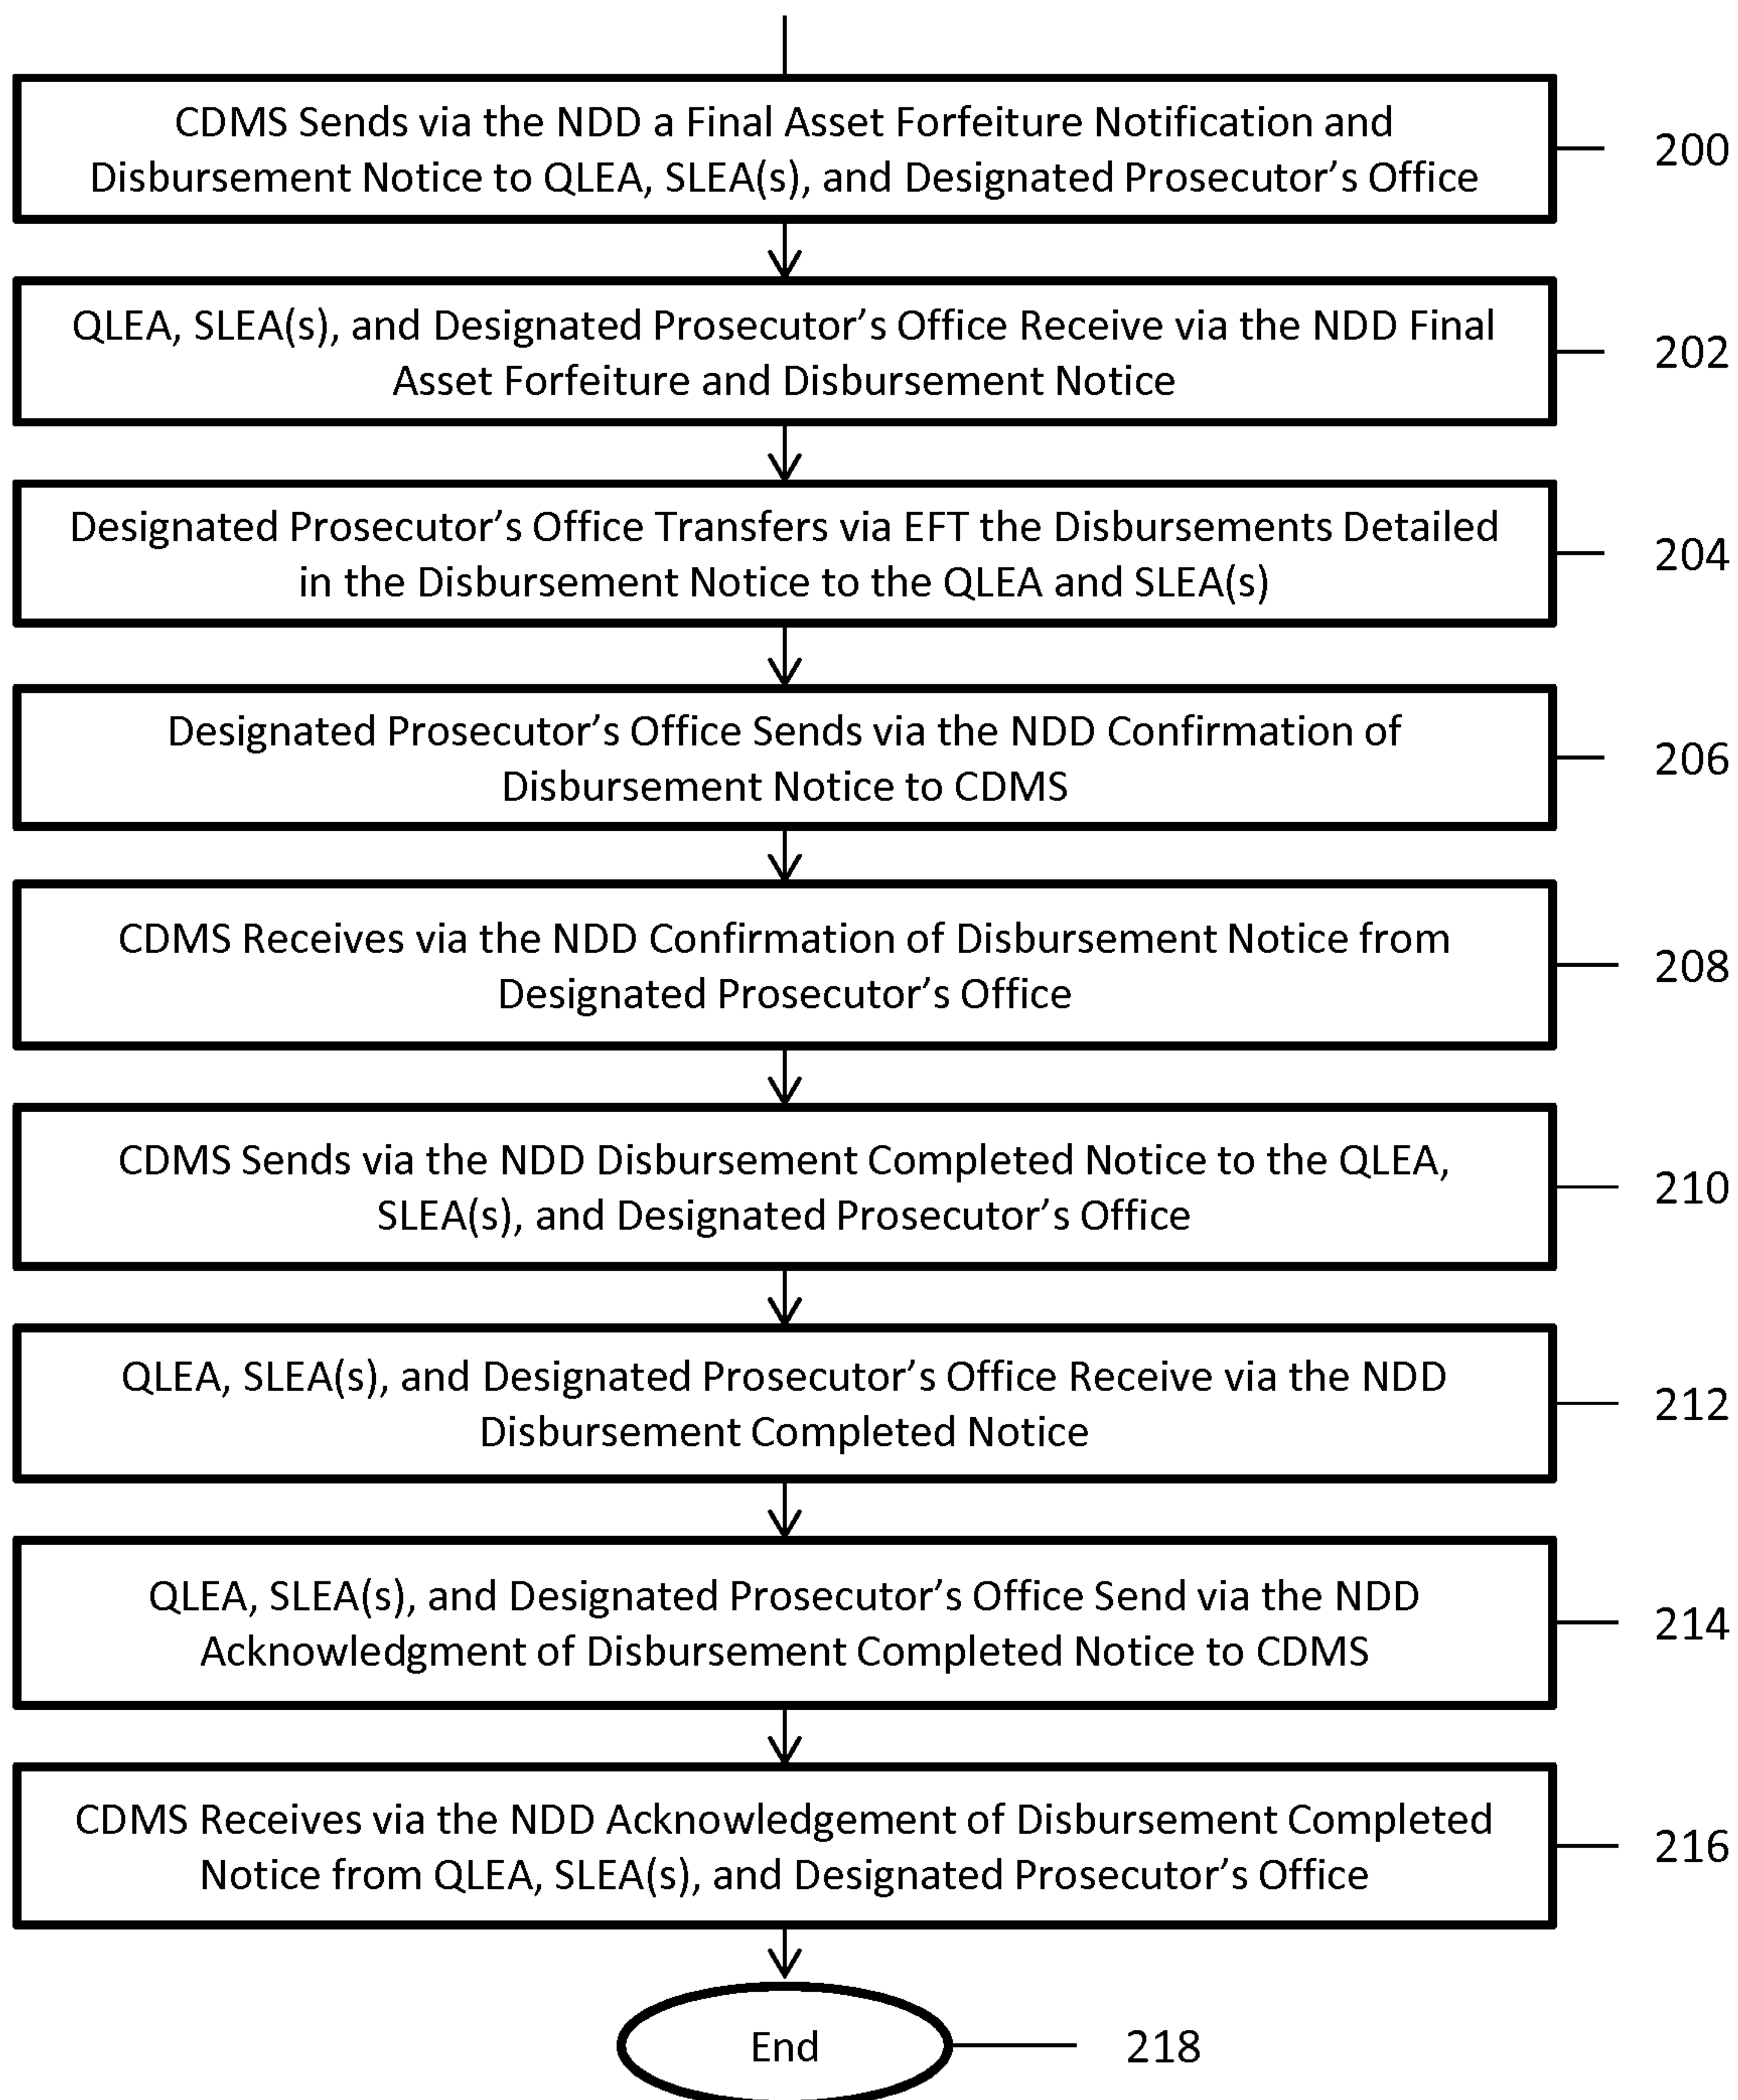 CDMS Sends via the NDD a Final Asset Forfeiture Notification and
Disbursement Notice to QLEA, SLEA(s), and Designated Prosecutor’s Office
200
QLEA, SLEA(s), and Designated Prosecutor’s Office Receive via the NDD Final
Asset Forfeiture and Disbursement Notice
202
Designated Prosecutor’s Office Transfers via EFT the Disbursements Detailed
in the Disbursement Notice to the QLEA and SLEA(s)
204
Designated Prosecutor’s Office Sends via the NDD Confirmation of
Disbursement Notice to CDMS
206
CDMS Receives via the NDD Confirmation of Disbursement Notice from
Designated Prosecutor’s Office
208
CDMS Sends via the NDD Disbursement Completed Notice to the QLEA,
SLEA(s), and Designated Prosecutor’s Office
210
QLEA, SLEA(s), and Designated Prosecutor’s Office Receive via the NDD
Disbursement Completed Notice
212
QLEA, SLEA(s), and Designated Prosecutor’s Office Send via the NDD
Acknowledgment of Disbursement Completed Notice to CDMS
214
CDMS Receives via the NDD Acknowledgement of Disbursement Completed
Notice from QLEA, SLEA(s), and Designated Prosecutor’s Office
216
End
218